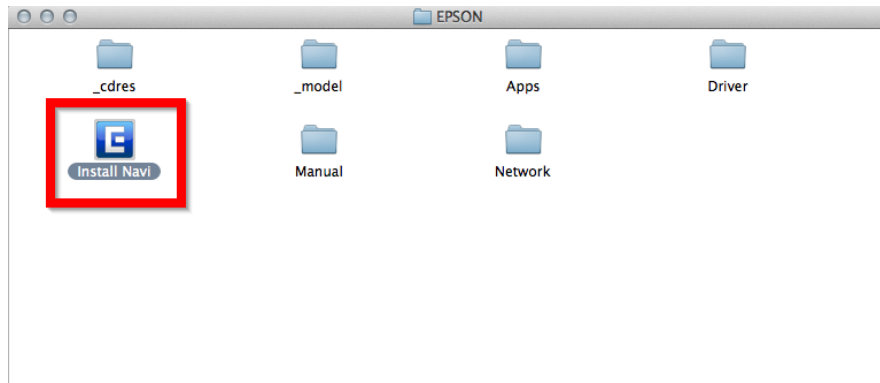 EPSON
_cdres
_model
Apps
Driver
Install Navi
Manual
Network